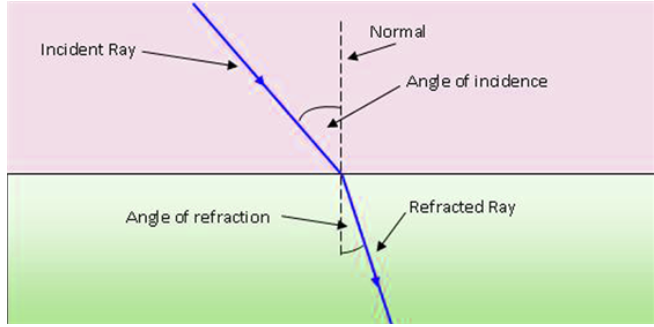 Normal
Incident Ray
Angle of incidence
Refracted Ray
Angle of refraction